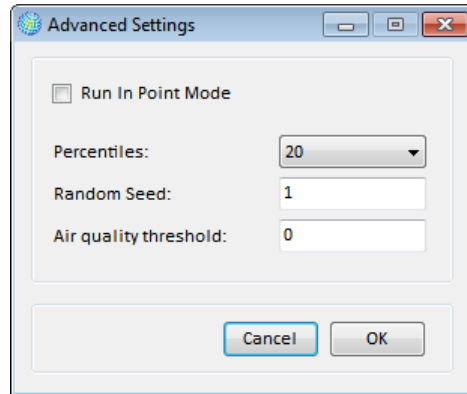 Advanced Settings
Run In Point Mode
Percentiles: 20
Random Seed: 1
Air quality threshold: 0
Cancel OK